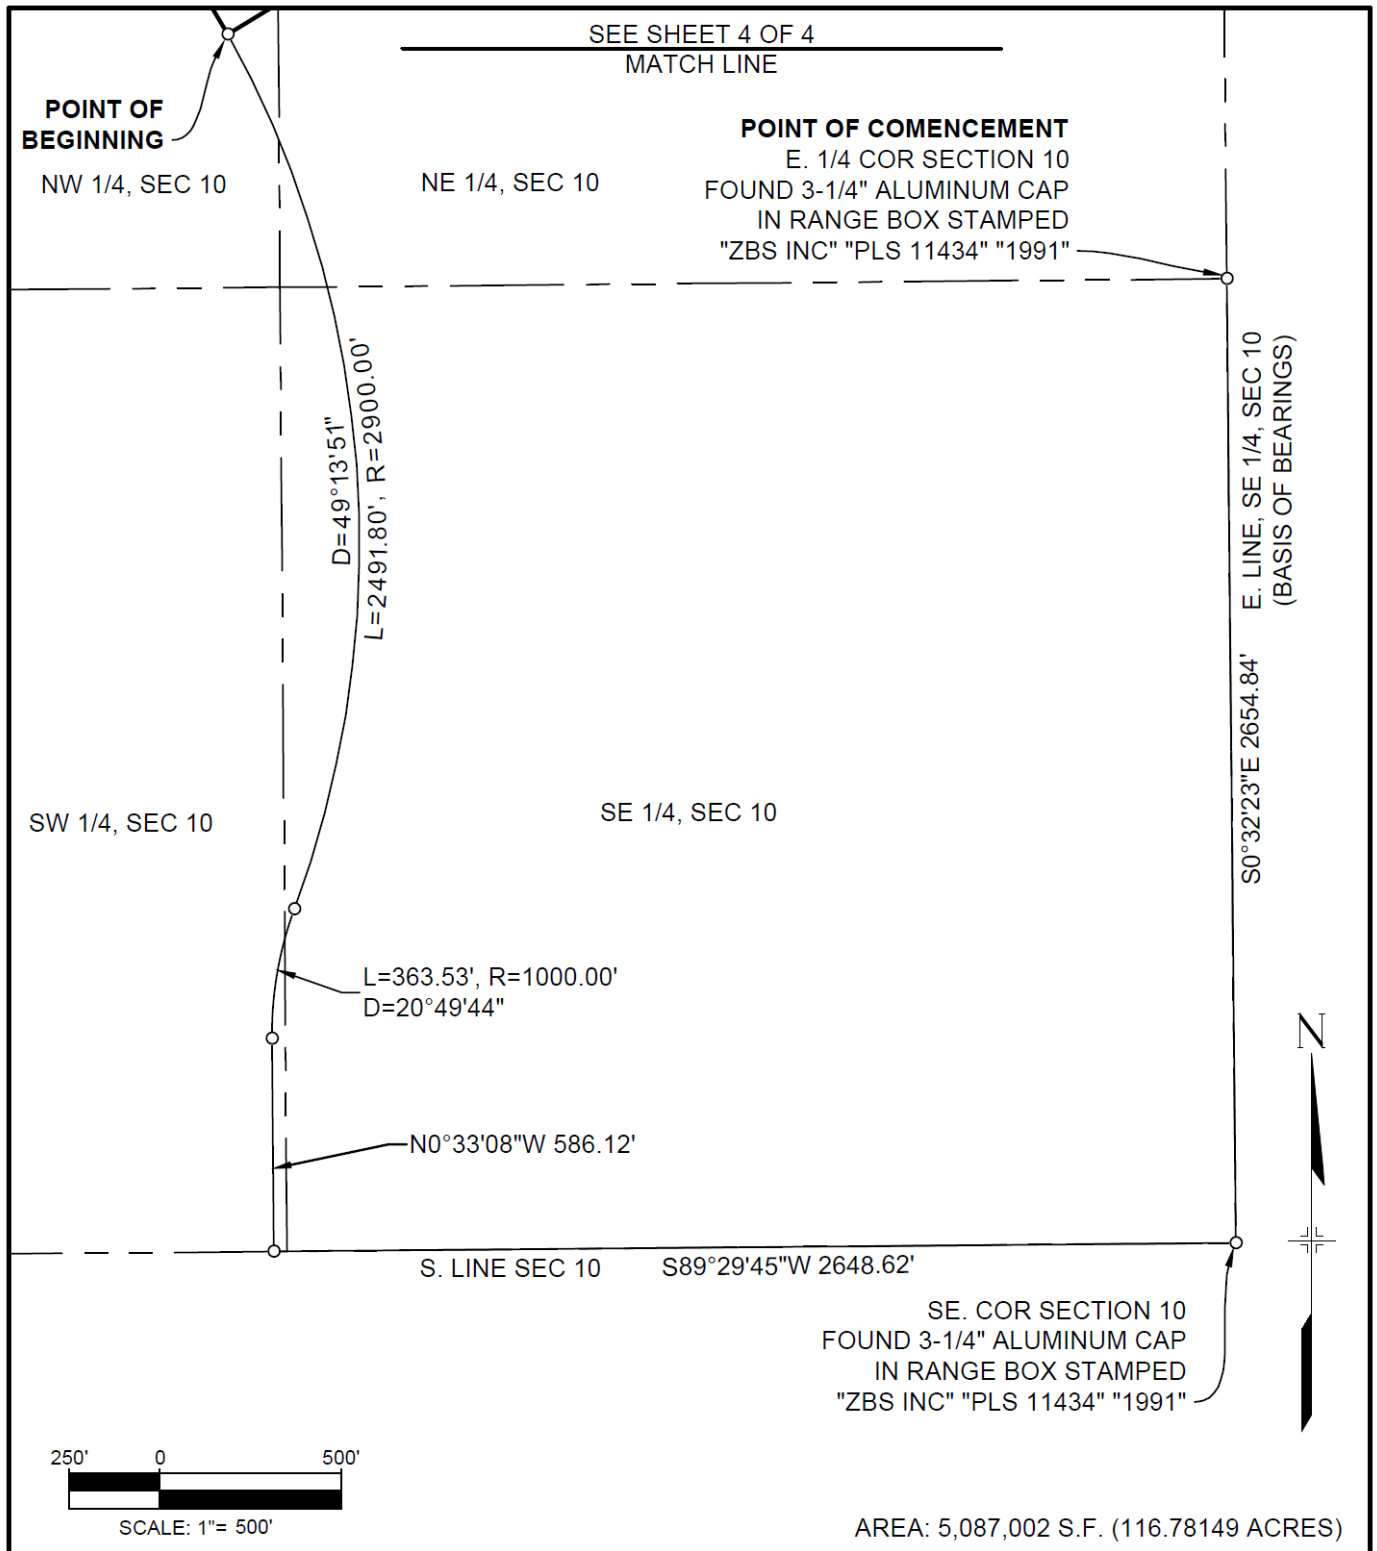 SEE SHEET 4 OF 4
MATCH LINE
POINT OF
BEGINNING
POINT OF COMENCEMENT
E. 1/4 COR SECTION 10
FOUND 3-1/4" ALUMINUM CAP
IN RANGE BOX STAMPED
"ZBS INC" "PLS 11434" "1991"
NW 1/4, SEC 10
NE 1/4, SEC 10
D=49°13'51"
L=2491.80', R=2900.00'
E. LINE, SE 1/4, SEC 10
(BASIS OF BEARINGS)
S0°32'23"E 2654.84'
SW 1/4, SEC 10
SE 1/4, SEC 10
L=363.53', R=1000.00'
D=20°49'44"
N
N0°33'08"W 586.12'
S. LINE SEC 10
S89°29'45"W 2648.62'
SE. COR SECTION 10
FOUND 3-1/4" ALUMINUM CAP
IN RANGE BOX STAMPED
"ZBS INC" "PLS 11434" "1991"
250' 0 500'
SCALE: 1"= 500'
AREA: 5,087,002 S.F. (116.78149 ACRES)